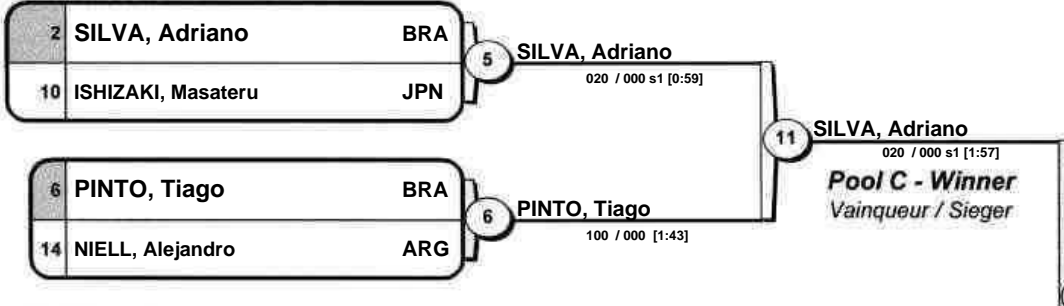 2 SILVA, Adriano BRA
10 ISHIZAKI, Masateru JPN
5
SILVA, Adriano
020 / 000 s1 [0:59]
6 PINTO, Tiago BRA
14 NIELL, Alejandro ARG
6
PINTO, Tiago
100 / 000 [1:43]
11
SILVA, Adriano
020 / 000 s1 [1:57]
Pool C - Winner
Vainqueur / Sieger